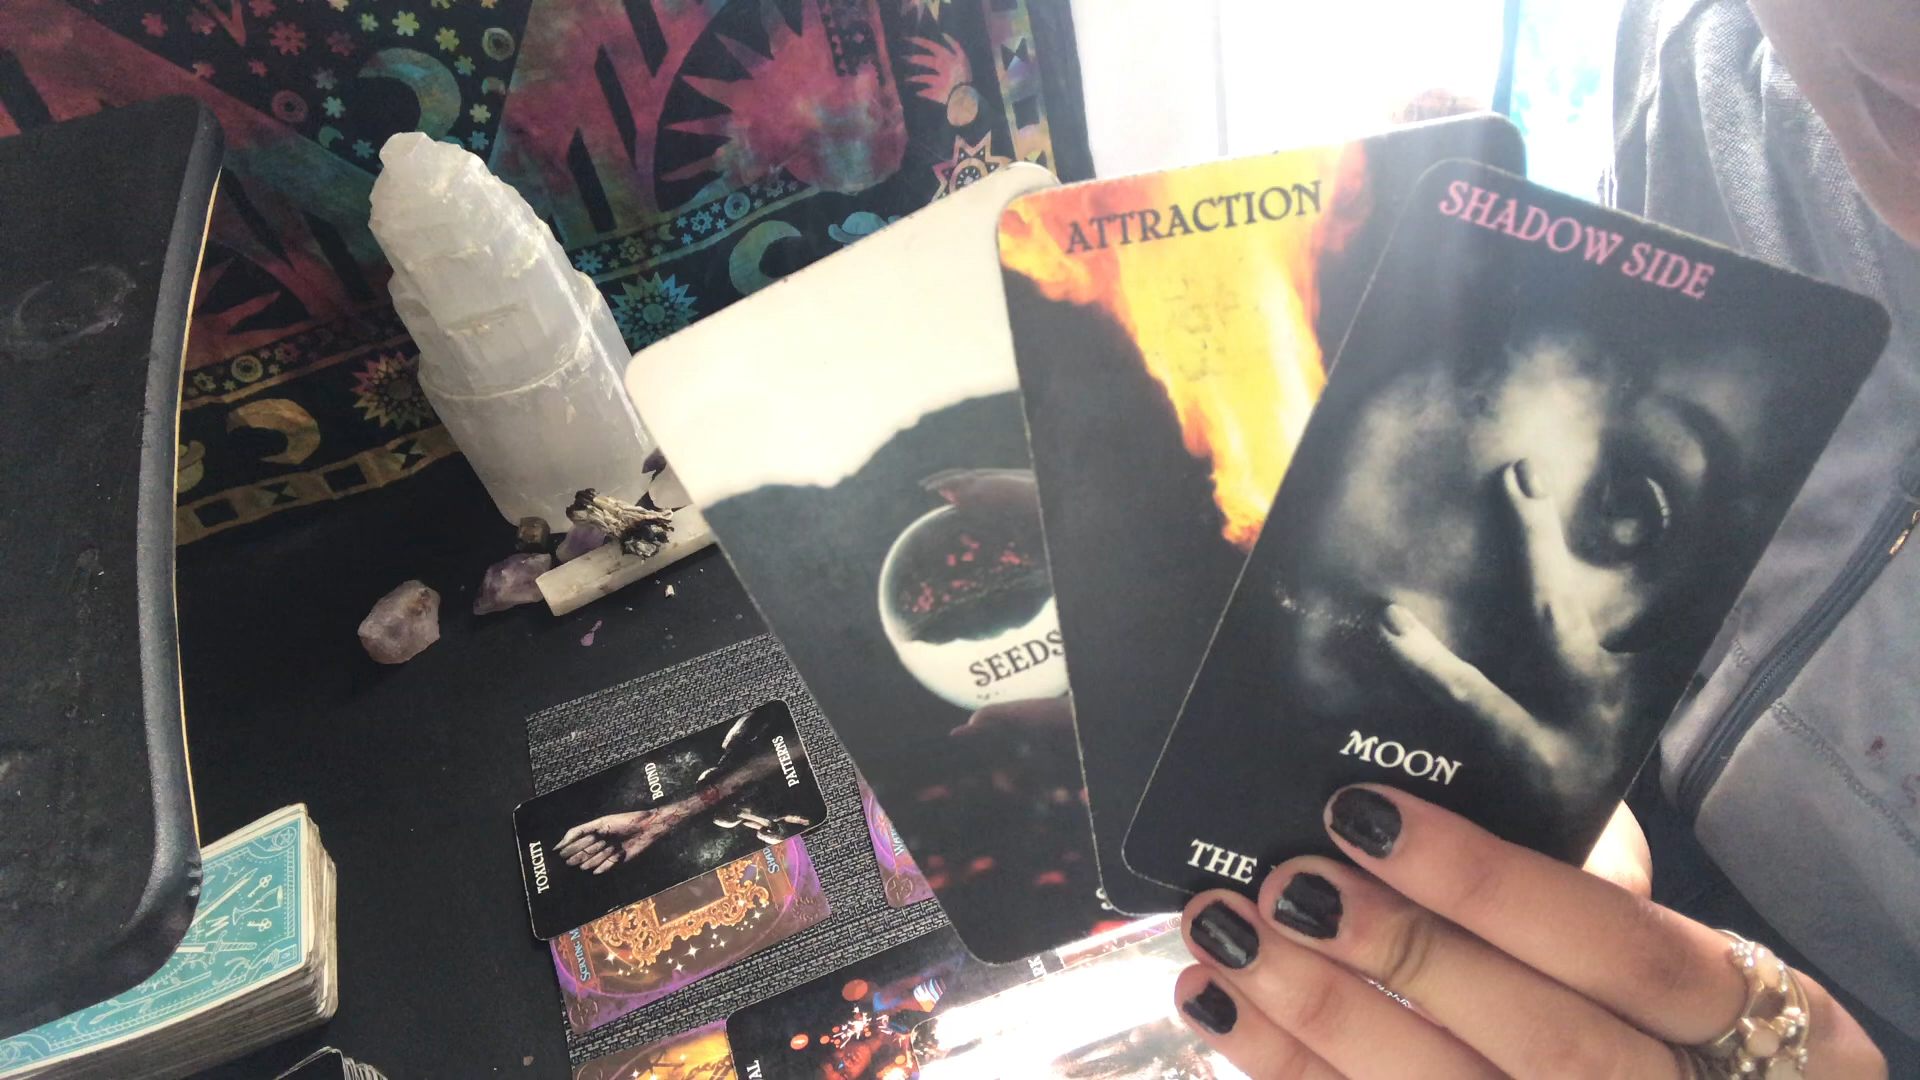 ATTRACTION
SHADOW SIDE
SEEDS
MOON
THE
PATTERNS
BOUND
TOXICITY